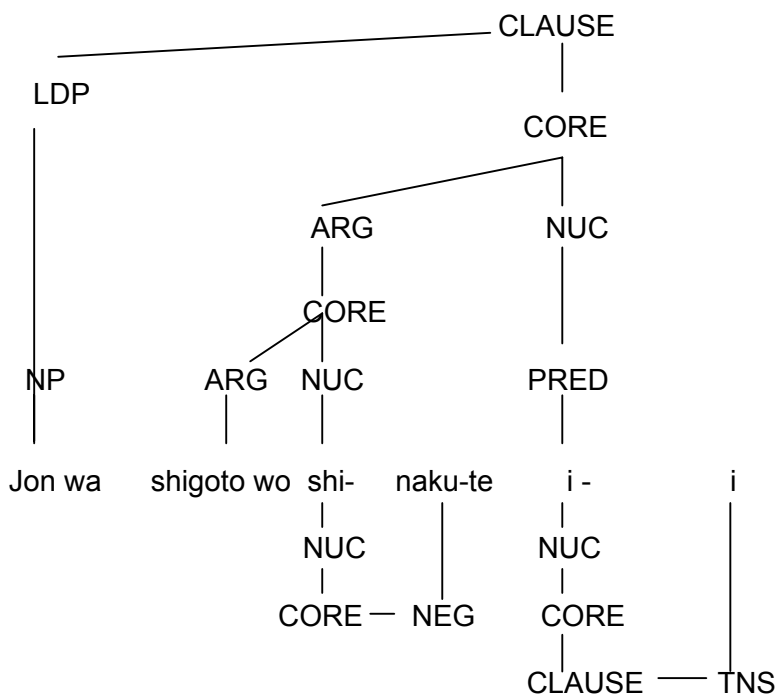 CLAUSE
LDP
CORE
ARG NUC
CORE
NP ARG NUC PRED
Jon wa shigoto wo shi- naku-te i - i
NUC NUC
CORE NEG CORE
CLAUSE TNS